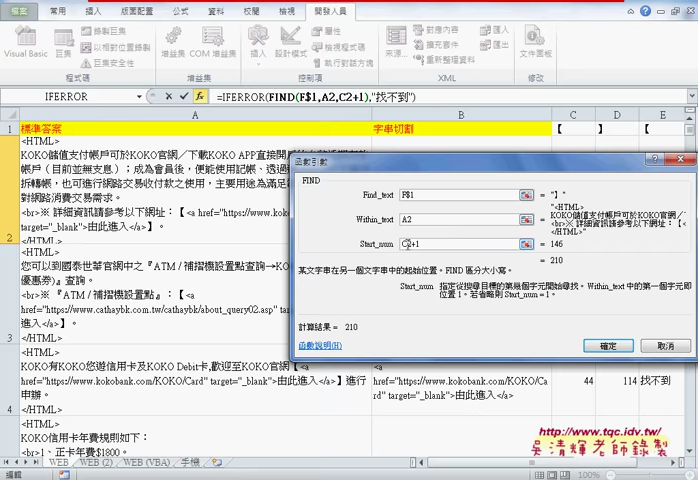 檔案 常用 插入 版面配置 公式 資料 校閱 檢視 開發人員
Visual Basic 巨集 錄製巨集 以相對位置錄製 巨集安全性 增益集 COM 增益集 插入 設計模式 屬性 檢視程式碼 執行對話方塊 來源... 對應內容 擴充套件 重新整理資料 匯入 匯出 文件面板
程式碼 增益集 控制項 XML 修改
IFERROR =IFERROR(FIND(F$1,A2,C2+1),"找不到")
A B C D E
1 標準答案 字串切割 【 】 【
<HTML>
KOKO儲值支付帳戶可於KOKO官網／下載KOKO APP直接開
帳戶（目前並無支息）；成為會員後，便能使用記帳、透過
折轉帳，也可進行網路交易收付款之使用，主要用途為滿足
對網路消費交易需求。
<br>※ 詳細資訊請參考以下網址：【<a href="https://www.ko
target="_blank">由此進入</a>】。
2 </HTML>
<HTML>
您可以到國泰世華官網中之『ATM / 補摺機設置點查詢→KO
優惠券)』查詢。
<br>※『ATM / 補摺機設置點』：【<a
href="https://www.cathaybk.com.tw/cathaybk/about_query02.asp" target="_blank">由此
進入</a>】。
3 </HTML>
<HTML>
KOKO有KOKO您遊信用卡及KOKO Debit卡,歡迎至KOKO官網【<a
href="https://www.kokobank.com/KOKO/Card" target="_blank">由此進入</a>】進行
申辦。
4 </HTML>
<a
href="https://www.kokobank.com/KOKO/Ca
rd" target="_blank">由此進入</a> 44 114 找不到
<HTML>
KOKO信用卡年費規則如下：
<br>1、正卡年費$1800。
函數引數
FIND
Find_text F$1 = "】"
Within_text A2 = "<HTML>
KOKO儲值支付帳戶可於KOKO官網／
<br>※ 詳細資訊請參考以下網址：【<
</HTML>"
Start_num C2+1 = 146
= 210
某文字串在另一個文字串中的起始位置。FIND 區分大小寫。
Start_num 指定從搜尋目標的第幾個字元開始尋找。Within_text 中的第一個字元即
位置 1。若省略則 Start_num = 1。
計算結果 = 210
函數說明(H) 確定 取消
http://www.tqc.idv.tw/
吳清輝老師錄製
WEB WEB (2) WEB (VBA) 手機
編輯 100%